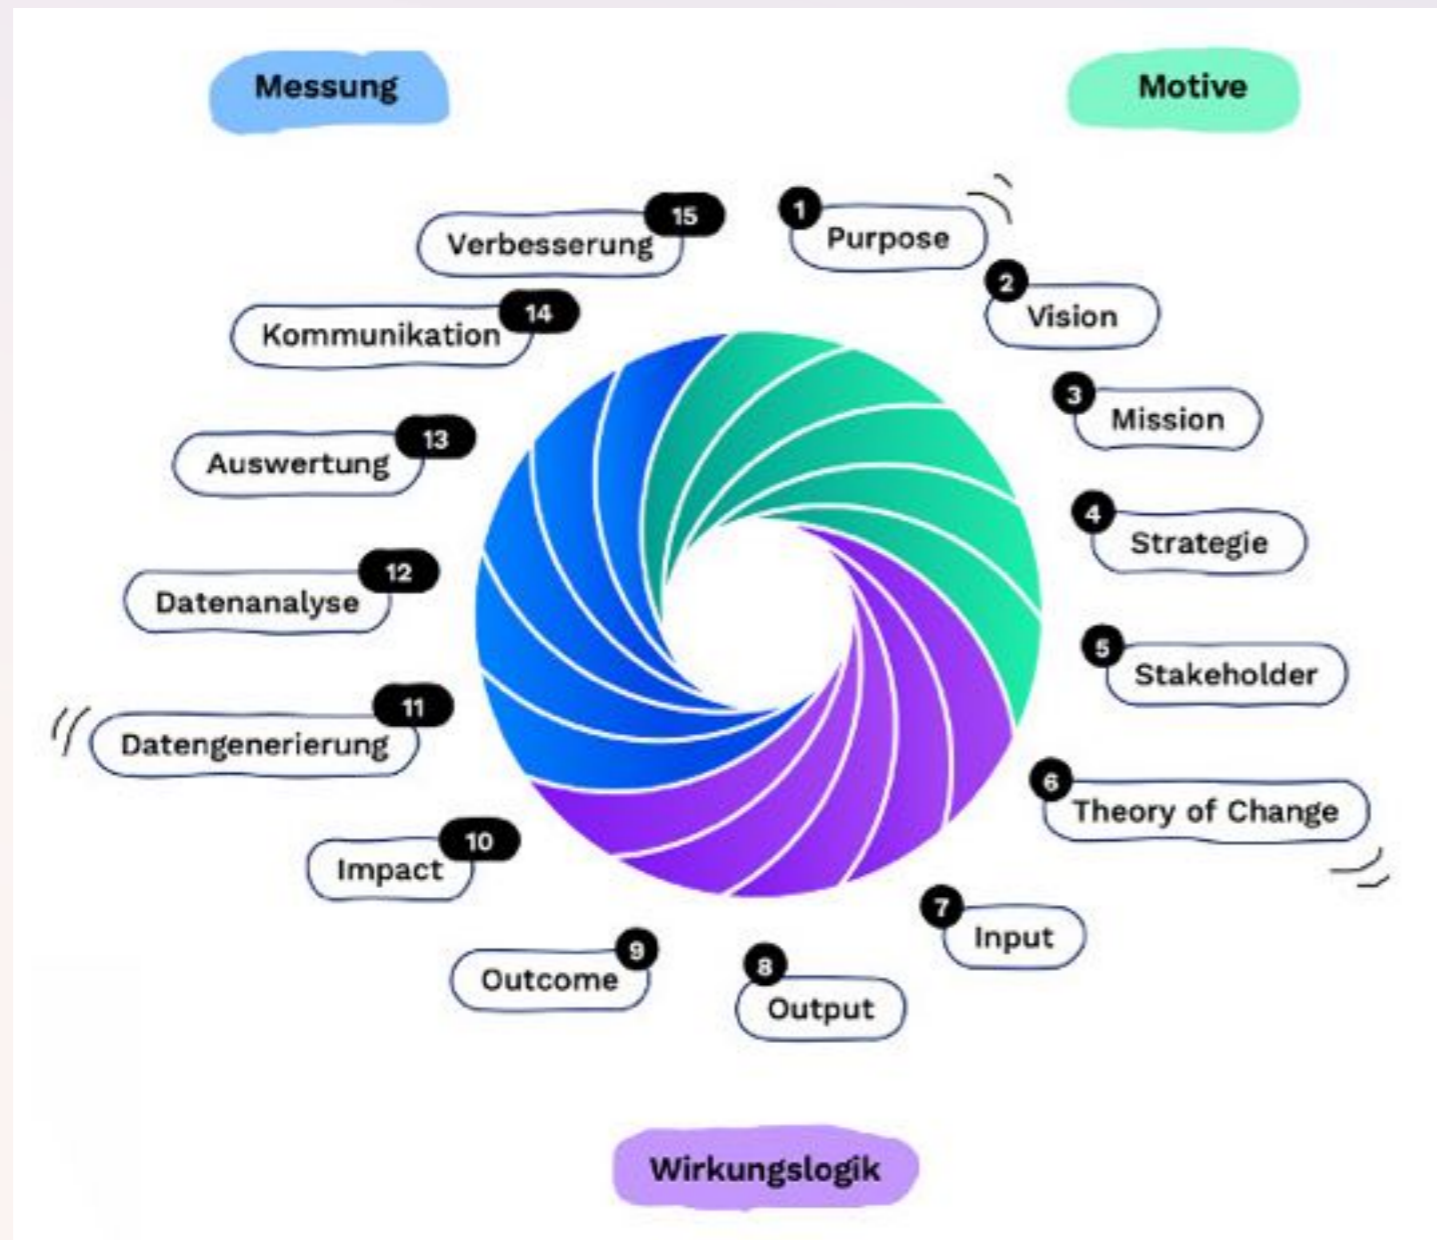 Messung
Motive
1
Purpose
2
Vision
3
Mission
4
Strategie
5
Stakeholder
6
Theory of Change
7
Input
8
Output
9
Outcome
10
Impact
11
Datengenerierung
12
Datenanalyse
13
Auswertung
14
Kommunikation
15
Verbesserung
Wirkungslogik